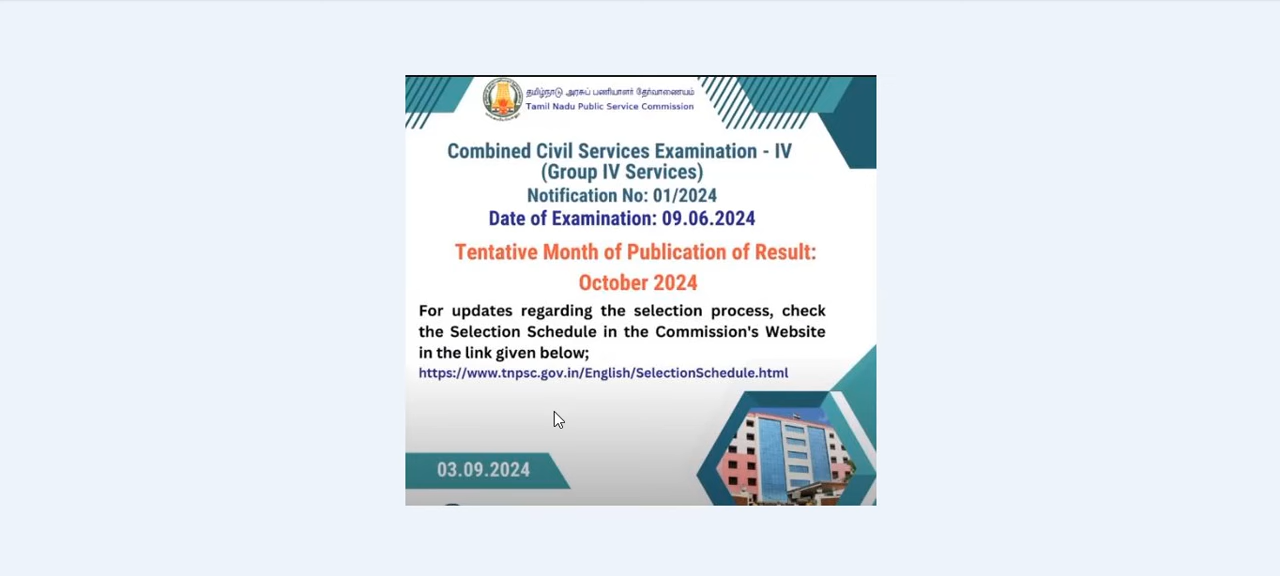 தமிழ்நாடு அரசுப் பணியாளர் தேர்வாணையம்
Tamil Nadu Public Service Commission
Combined Civil Services Examination - IV
(Group IV Services)
Notification No: 01/2024
Date of Examination: 09.06.2024
Tentative Month of Publication of Result:
October 2024
For updates regarding the selection process, check
the Selection Schedule in the Commission's Website
in the link given below;
https://www.tnpsc.gov.in/English/SelectionSchedule.html
03.09.2024